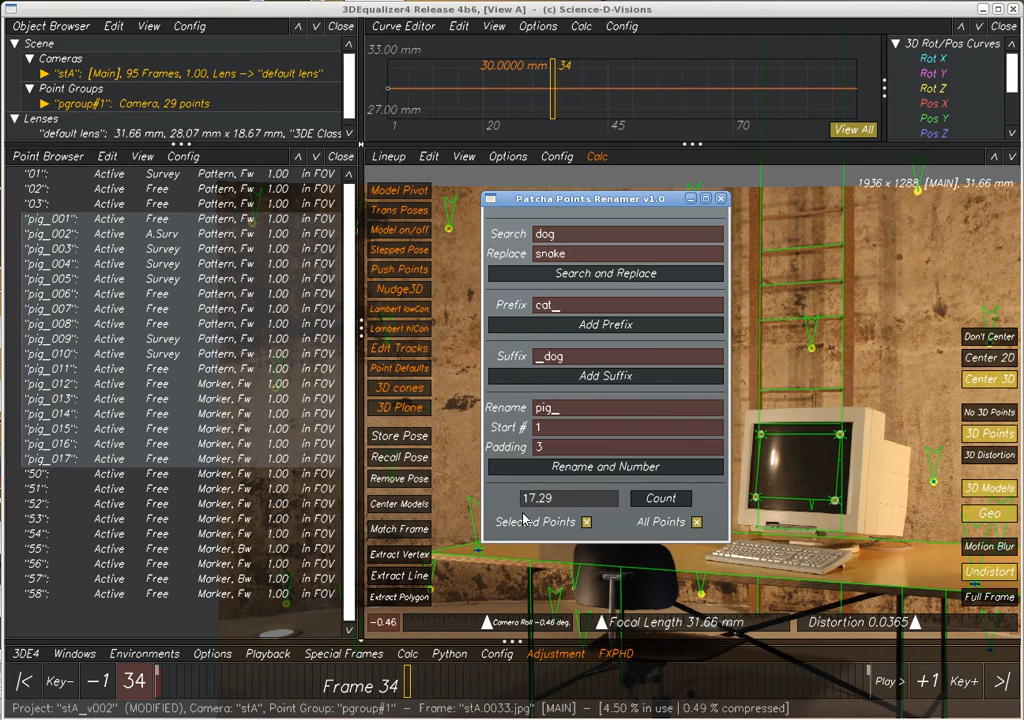 3DEqualizer4 Release 4b6, [View A] - (c) Science-D-Visions
Object Browser Edit View Config Close
Scene
Cameras
"stA": [Main], 95 Frames, 1.00, Lens -> "default lens"
Point Groups
"pgroup#1": Camera, 29 points
Lenses
"default lens": 31.66 mm, 28.07 mm x 18.67 mm, "3DE Class
Curve Editor Edit View Options Calc Config Close
33.00 mm
30.0000 mm 34
27.00 mm
1 20 45 70
View All
3D Rot/Pos Curves
Rot X
Rot Y
Rot Z
Pos X
Pos Y
Pos Z
Point Browser Edit View Config Close
"01": Active Survey Pattern, Fw 1.00 in FOV
"02": Active Free Pattern, Fw 1.00 in FOV
"03": Active Free Pattern, Fw 1.00 in FOV
"pig_001": Active Free Pattern, Fw 1.00 in FOV
"pig_002": Active A.Surv Pattern, Fw 1.00 in FOV
"pig_003": Active Survey Pattern, Fw 1.00 in FOV
"pig_004": Active Survey Pattern, Fw 1.00 in FOV
"pig_005": Active Survey Pattern, Fw 1.00 in FOV
"pig_006": Active Free Pattern, Fw 1.00 in FOV
"pig_007": Active Free Pattern, Fw 1.00 in FOV
"pig_008": Active Free Pattern, Fw 1.00 in FOV
"pig_009": Active Survey Pattern, Fw 1.00 in FOV
"pig_010": Active Survey Pattern, Fw 1.00 in FOV
"pig_011": Active Free Pattern, Fw 1.00 in FOV
"pig_012": Active Free Marker, Fw 1.00 in FOV
"pig_013": Active Free Marker, Fw 1.00 in FOV
"pig_014": Active Free Marker, Fw 1.00 in FOV
"pig_015": Active Free Marker, Fw 1.00 in FOV
"pig_016": Active Free Marker, Fw 1.00 in FOV
"pig_017": Active Free Marker, Fw 1.00 in FOV
"50": Active Free Marker, Fw 1.00 in FOV
"51": Active Free Marker, Fw 1.00 in FOV
"52": Active Free Marker, Fw 1.00 in FOV
"53": Active Free Marker, Fw 1.00 in FOV
"54": Active Free Marker, Fw 1.00 in FOV
"55": Active Free Marker, Bw 1.00 in FOV
"56": Active Free Marker, Fw 1.00 in FOV
"57": Active Free Marker, Bw 1.00 in FOV
"58": Active Free Marker, Fw 1.00 in FOV
Lineup Edit View Options Config Calc
1936 x 1288, [MAIN], 31.66 mm
Model Pivot
Trans Poses
Model on/off
Stepped Pose
Push Points
Nudge3D
Lambert lowCon
Lambert hiCon
Edit Tracks
Point Defaults
3D cones
3D Plane
Store Pose
Recall Pose
Remove Pose
Center Models
Match Frame
Extract Vertex
Extract Line
Extract Polygon
Patcha Points Renamer v1.0
Search dog
Replace snake
Search and Replace
Prefix cat_
Add Prefix
Suffix _dog
Add Suffix
Rename pig_
Start # 1
Padding 3
Rename and Number
17,29 Count
Selected Points All Points
Don't Center
Center 2D
Center 3D
No 3D Points
3D Points
3D Distortion
3D Models
Geo
Motion Blur
Undistort
Full Frame
-0.46 Camera Roll -0.46 deg. Focal Length 31.66 mm Distortion 0.0365
3DE4 Windows Environments Options Playback Special Frames Calc Python Config Adjustment FXPHD
|< Key- -1 34 Frame 34 Play > +1 Key+ >|
Project: "stA_v002" (MODIFIED), Camera: "stA", Point Group: "pgroup#1" - Frame: "stA.0033.jpg" [MAIN] - [4.50 % in use | 0.49 % compressed]